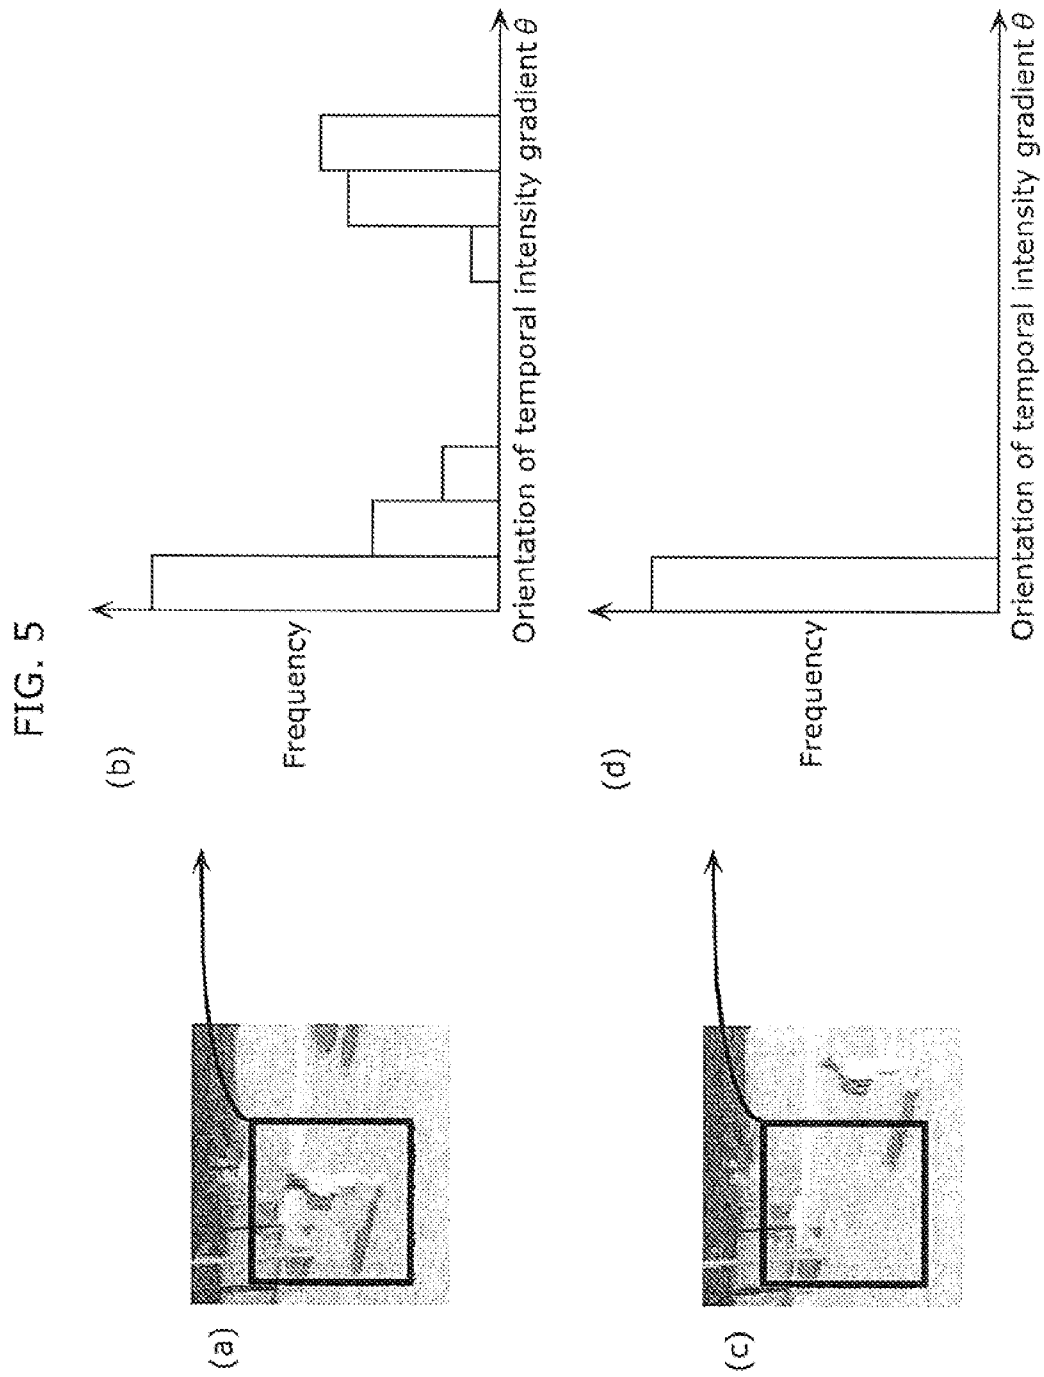 FIG. 5
(a)
(b)
Frequency
Orientation of temporal intensity gradient θ
(c)
(d)
Frequency
Orientation of temporal intensity gradient θ